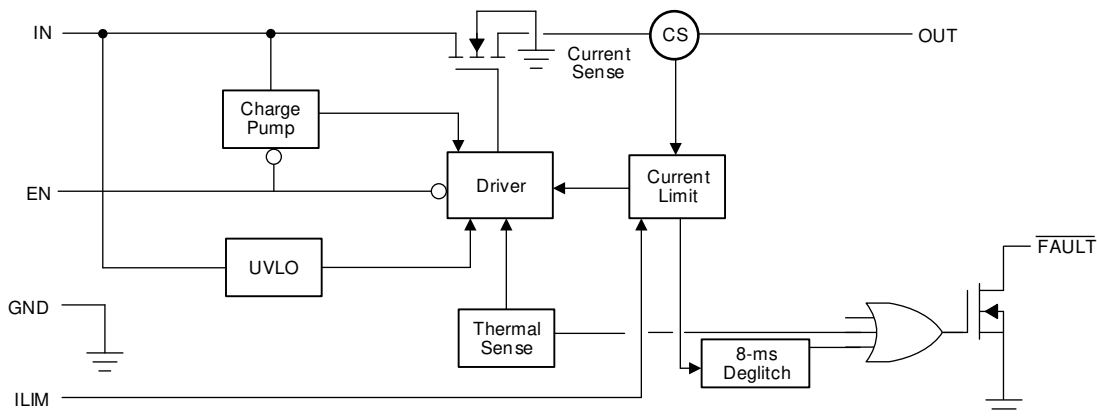 IN
CS
OUT
Current
Sense
Charge
Pump
EN
Driver
Current
Limit
FAULT
UVLO
GND
Thermal
Sense
8-ms
Deglitch
ILIM